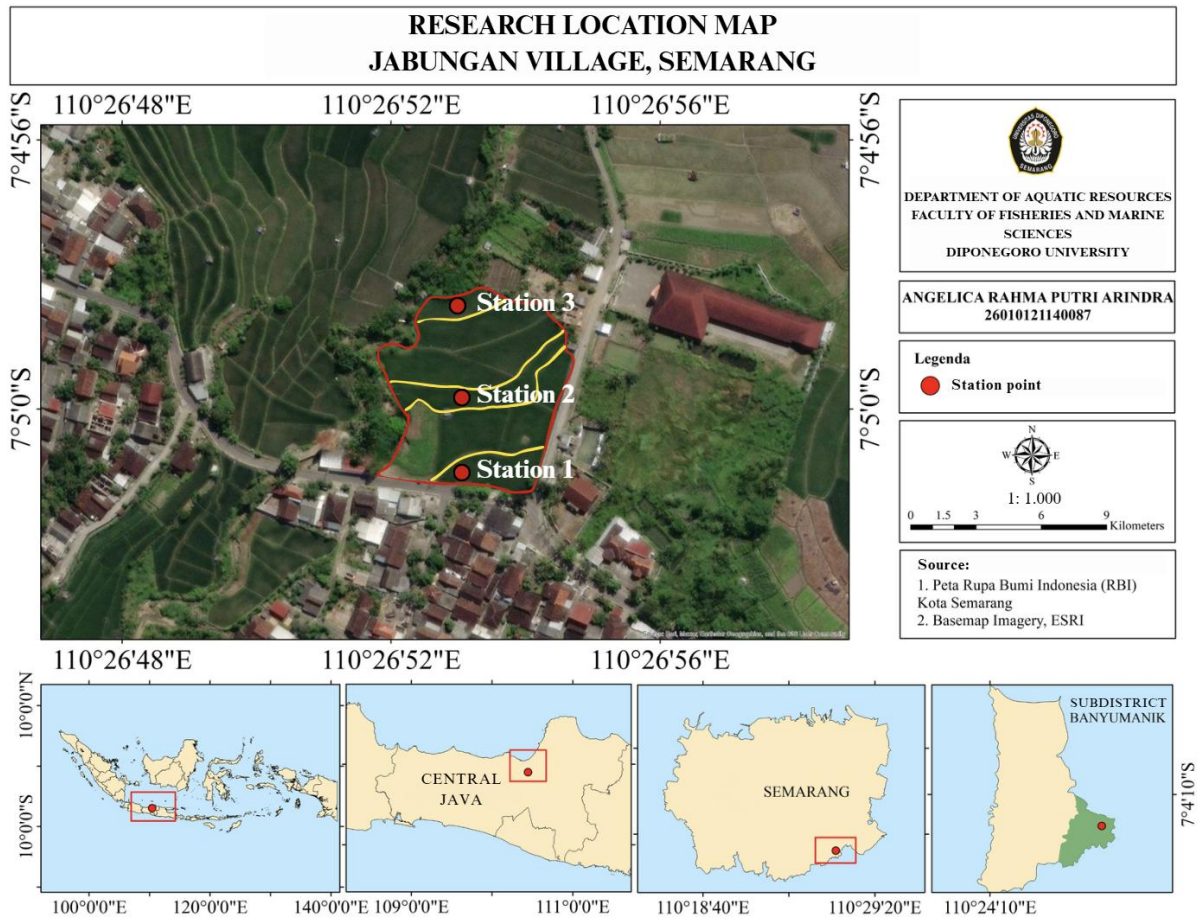 RESEARCH LOCATION MAP
JABUNGAN VILLAGE, SEMARANG
110°26'48"E
110°26'52"E
110°26'56"E
7°4'56"S
7°4'56"S
7°5'0"S
7°5'0"S
Station 3
Station 2
Station 1
110°26'48"E
110°26'52"E
110°26'56"E
UNIVERSITAS DIPONEGORO
SEMARANG
DEPARTMENT OF AQUATIC RESOURCES
FACULTY OF FISHERIES AND MARINE
SCIENCES
DIPONEGORO UNIVERSITY
ANGELICA RAHMA PUTRI ARINDRA
26010121140087
Legenda
Station point
N
W
E
S
1: 1.000
0 1.5 3 6 9
Kilometers
Source:
1. Peta Rupa Bumi Indonesia (RBI)
Kota Semarang
2. Basemap Imagery, ESRI
10°0'0"N
10°0'0"S
100°0'0"E
120°0'0"E
140°0'0"E
CENTRAL
JAVA
109°0'0"E
111°0'0"E
SEMARANG
110°18'40"E
110°29'20"E
SUBDISTRICT
BANYUMANIK
7°4'10"S
110°24'10"E